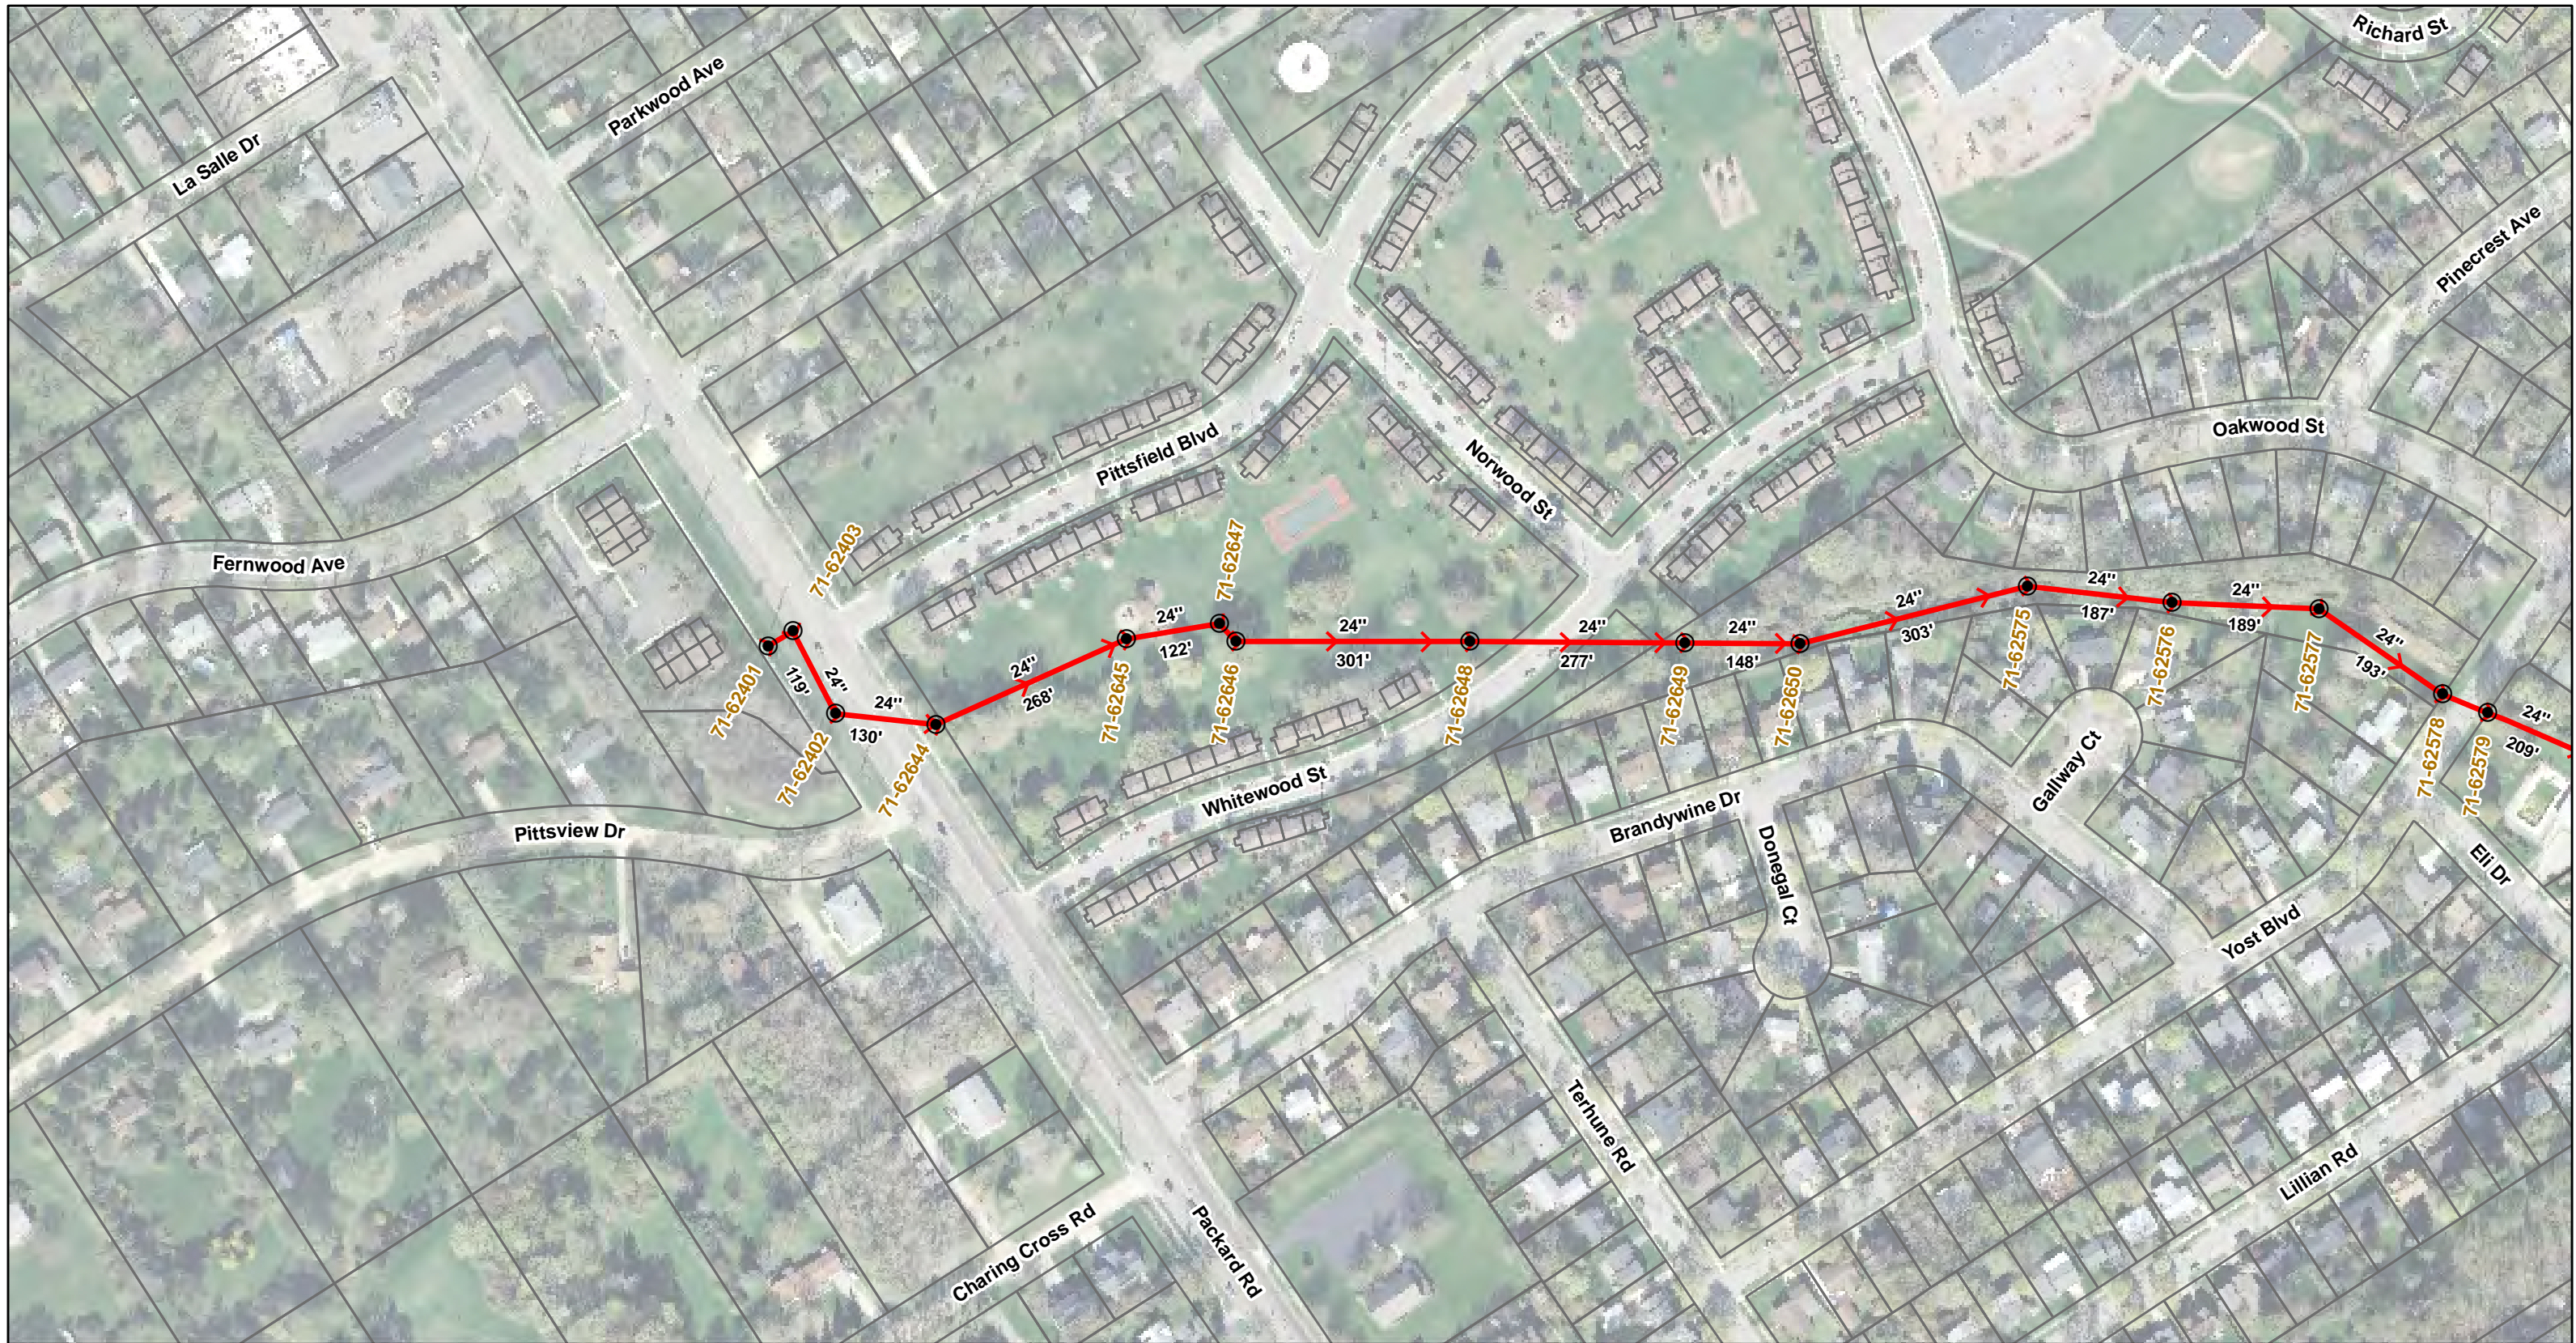 Richard St
Parkwood Ave
La Salle Dr
Pinecrest Ave
Oakwood St
Pittsfield Blvd
Norwood St
Fernwood Ave
71-62403
71-62647
24"
24"
24"
24"
24"
24"
24"
24"
24"
24"
24"
24"
119'
130'
268'
122'
301'
277'
148'
303'
187'
189'
193'
209'
71-62401
71-62402
71-62644
71-62645
71-62646
71-62648
71-62649
71-62650
71-62575
71-62576
71-62577
71-62578
71-62579
Pittsview Dr
Whitewood St
Brandywine Dr
Gallway Ct
Donegal Ct
Eli Dr
Yost Blvd
Terhune Rd
Lillian Rd
Charing Cross Rd
Packard Rd